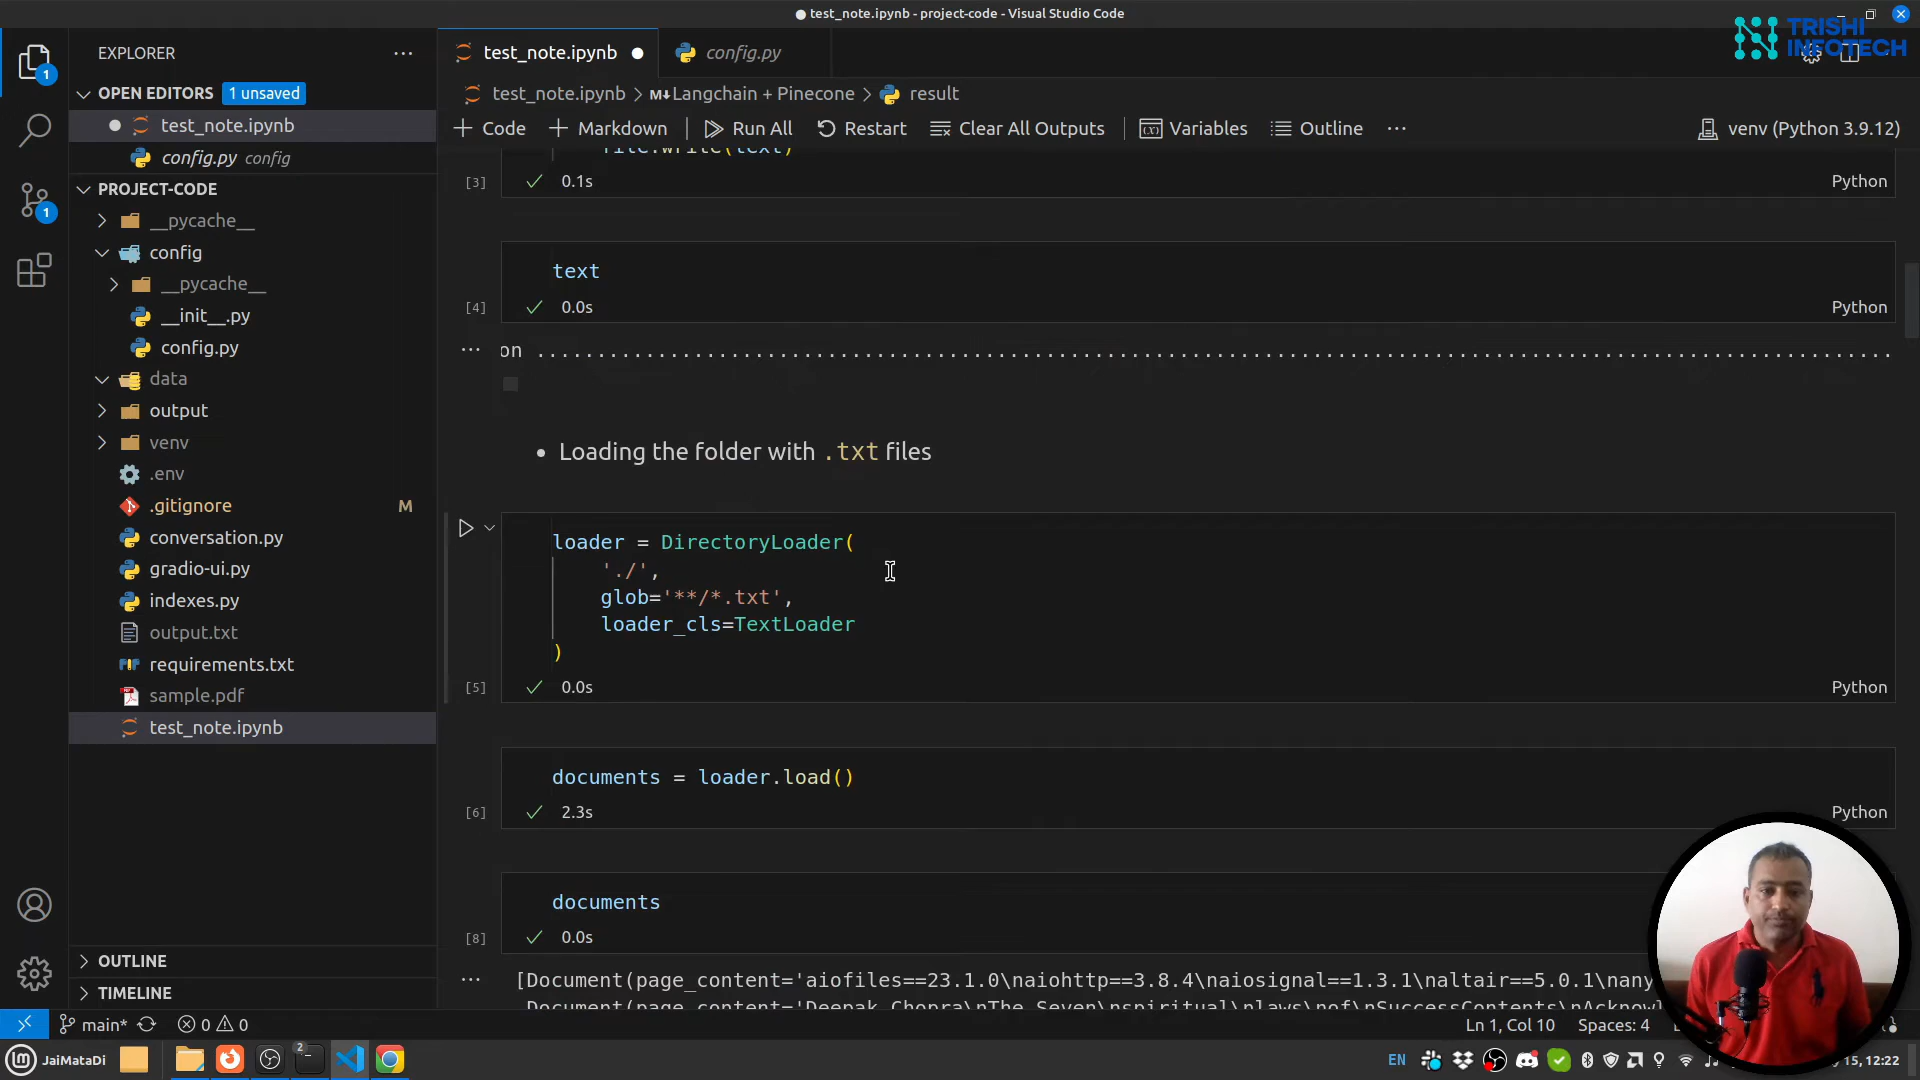 test_note.ipynb - project-code - Visual Studio Code
TRISHI
INFOTECH
EXPLORER
test_note.ipynb
config.py
OPEN EDITORS
1 unsaved
test_note.ipynb
config.py config
test_note.ipynb > M↓Langchain + Pinecone > result
+ Code
+ Markdown
Run All
Restart
Clear All Outputs
Variables
Outline
venv (Python 3.9.12)
PROJECT-CODE
__pycache__
config
__pycache__
__init__.py
config.py
data
output
venv
.env
.gitignore M
conversation.py
gradio-ui.py
indexes.py
output.txt
requirements.txt
sample.pdf
test_note.ipynb
OUTLINE
TIMELINE
file.write(text)
[3] 0.1s Python
text
[4] 0.0s Python
on ........................................................................................................
• Loading the folder with .txt files
loader = DirectoryLoader(
'./',
glob='**/*.txt',
loader_cls=TextLoader
)
[5] 0.0s Python
documents = loader.load()
[6] 2.3s Python
documents
[8] 0.0s
[Document(page_content='aiofiles==23.1.0\naiohttp==3.8.4\naiosignal==1.3.1\naltair==5.0.1\nany
Document(page_content='Deepak Chopra\nThe Seven\nspiritual\nlaws\nof\nSuccessContents\nAcknowl
1
1
main* 0 0
Ln 1, Col 10 Spaces: 4
JaiMataDi
2
EN
15, 12:22